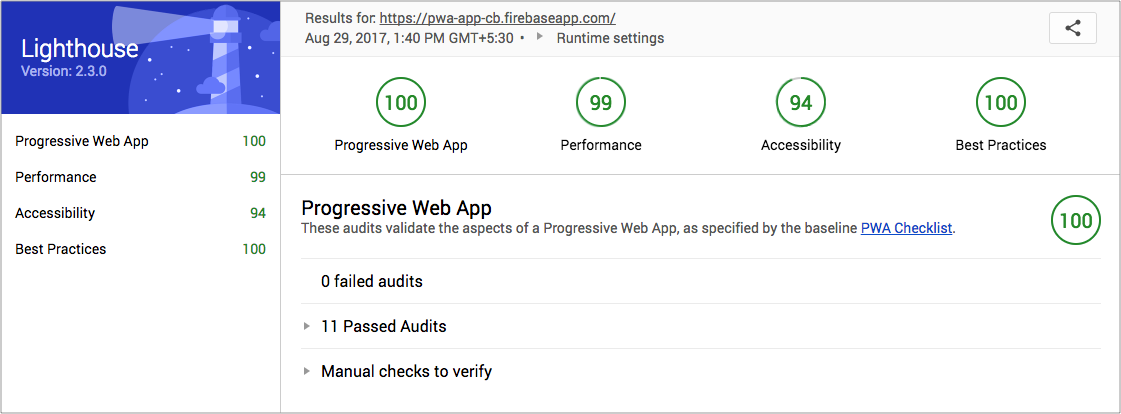 Lighthouse
Version: 2.3.0
Progressive Web App 100
Performance 99
Accessibility 94
Best Practices 100
Results for: https://pwa-app-cb.firebaseapp.com/
Aug 29, 2017, 1:40 PM GMT+5:30 • Runtime settings
100 99 94 100
Progressive Web App Performance Accessibility Best Practices
Progressive Web App
These audits validate the aspects of a Progressive Web App, as specified by the baseline PWA Checklist.
100
0 failed audits
11 Passed Audits
Manual checks to verify